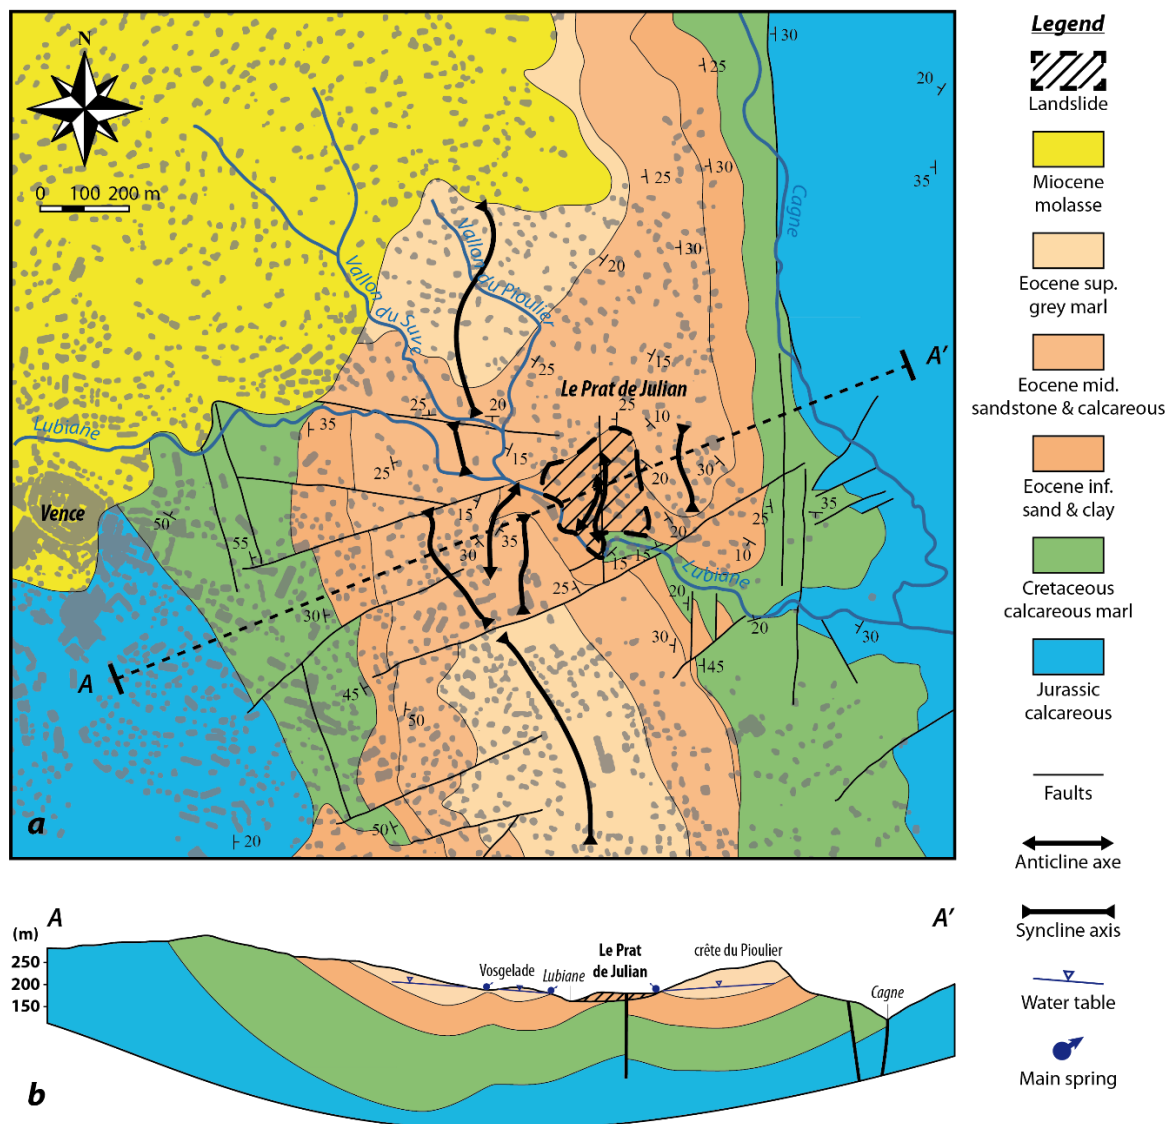 N
0 100 200 m
Vallon
du Suve
Vallon
du Pioulier
Cagne
Lubiane
Vence
Le Prat de Julian
Lubiane
A
A'
a
30
25
20
35
30
25
30
20
15
25
25
20
25
10
35
15
25
20
30
15
50
55
30
35
20
25
35
15
15
10
25
30
20
20
30
30
45
45
50
50
20
Legend
Landslide
Miocene
molasse
Eocene sup.
grey marl
Eocene mid.
sandstone & calcareous
Eocene inf.
sand & clay
Cretaceous
calcareous marl
Jurassic
calcareous
Faults
Anticline axe
Syncline axis
Water table
Main spring
A
A'
(m)
250
200
150
Vosgelade
Lubiane
Le Prat
de Julian
crête du Pioulier
Cagne
b